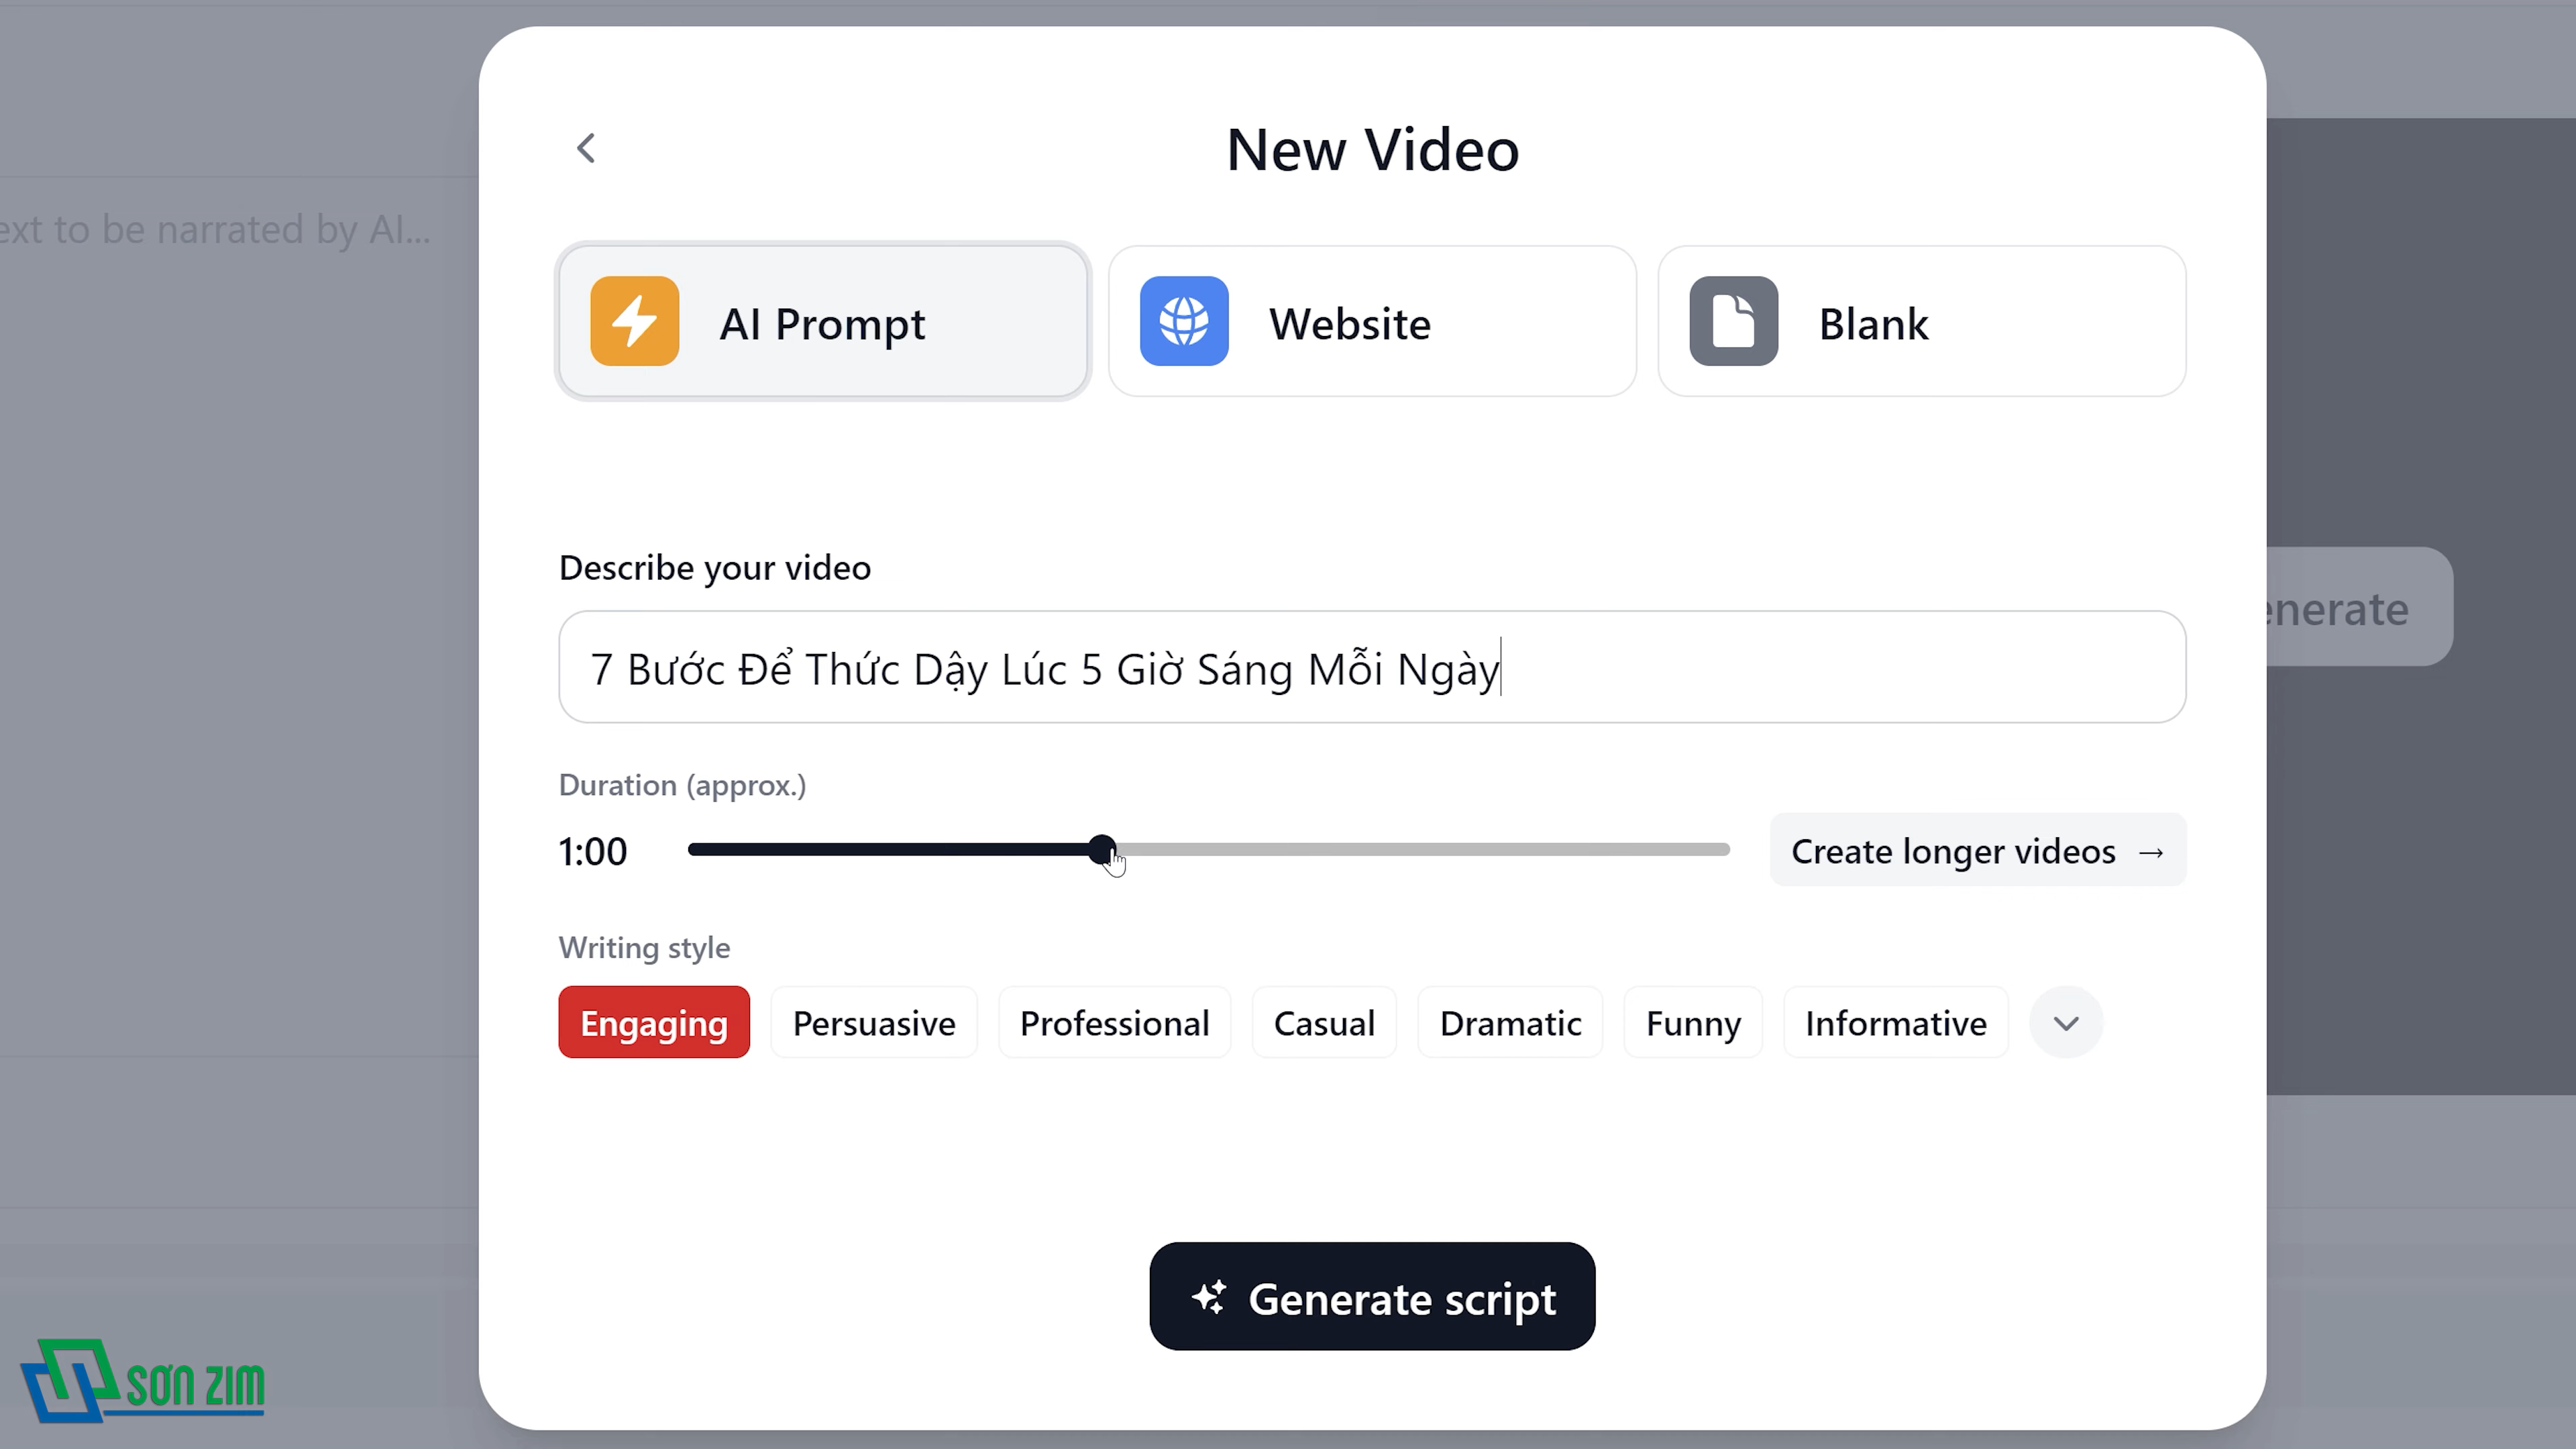 New Video
ext to be narrated by AI...
AI Prompt
Website
Blank
Describe your video
7 Bước Để Thức Dậy Lúc 5 Giờ Sáng Mỗi Ngày
enerate
Duration (approx.)
1:00
Create longer videos →
Writing style
Engaging
Persuasive
Professional
Casual
Dramatic
Funny
Informative
Generate script
SƠN ZIM